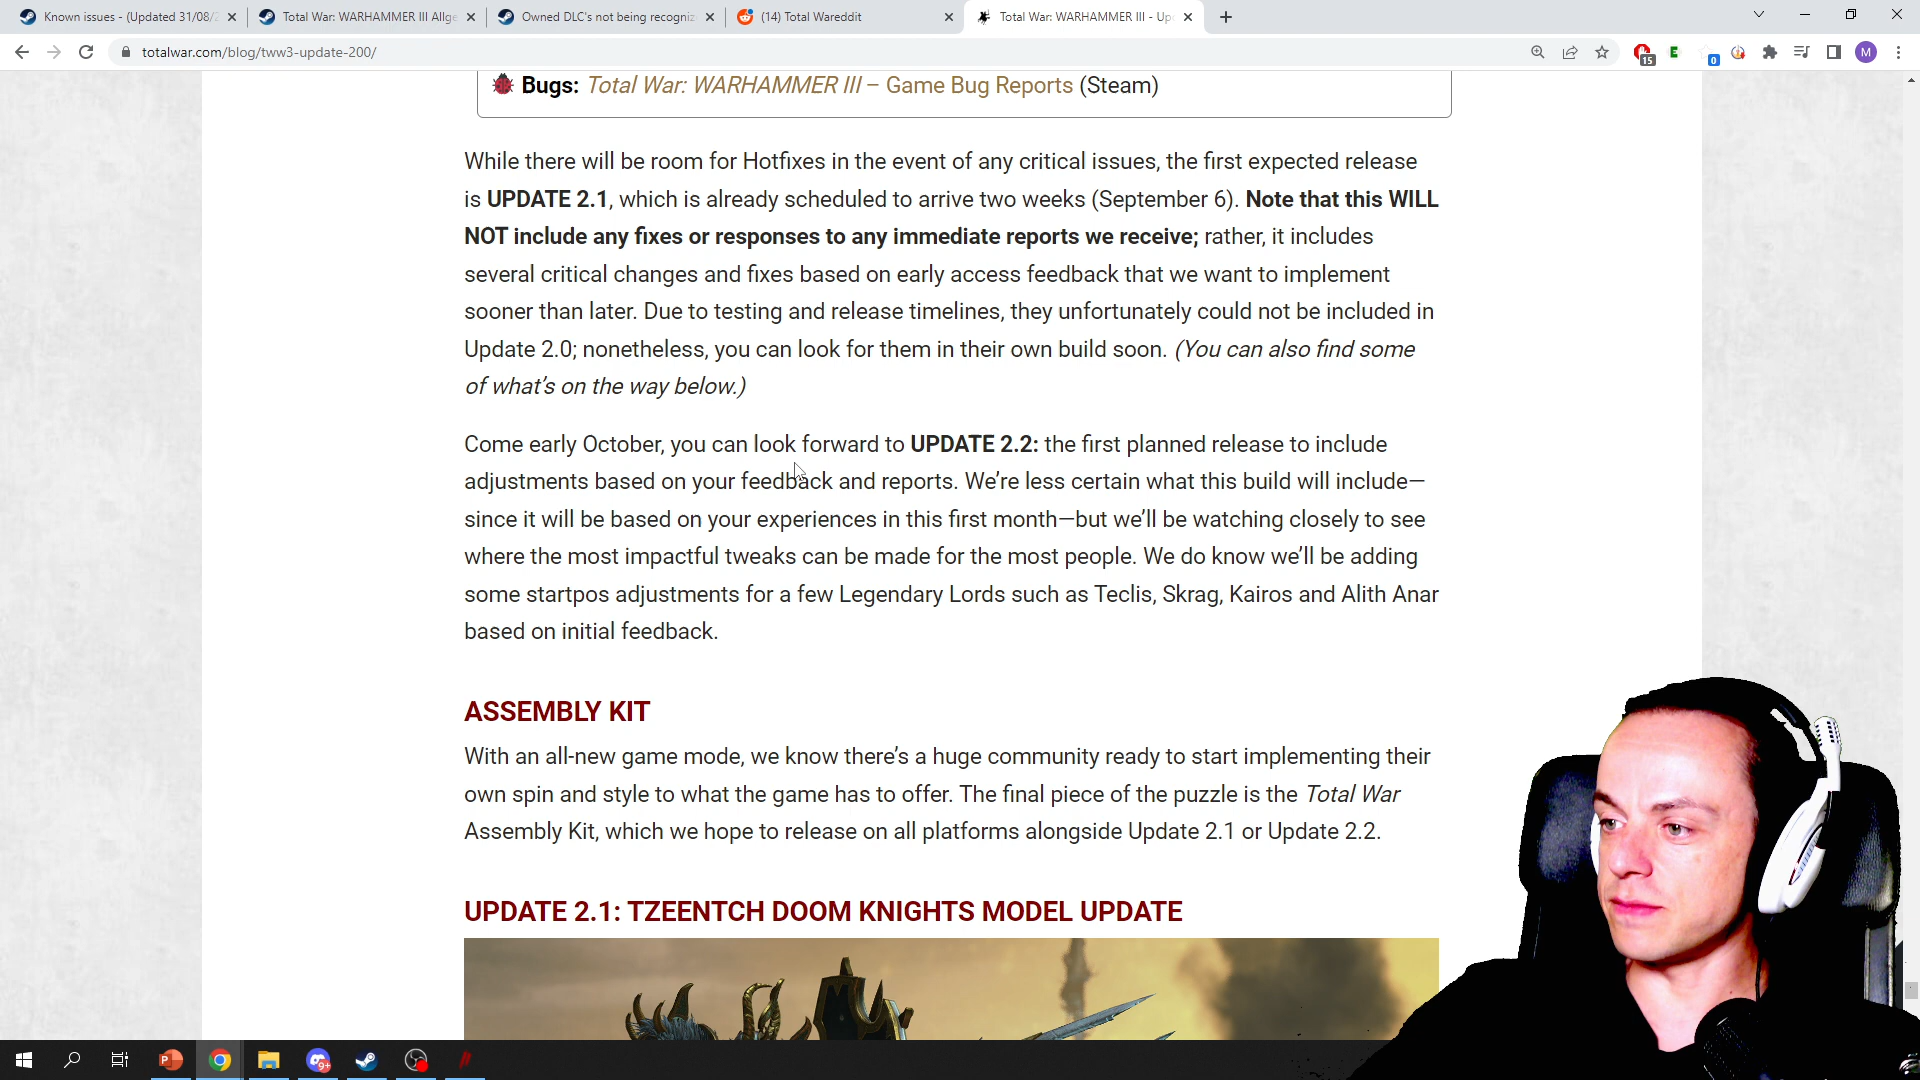 Known issues - (Updated 31/08/2
Total War: WARHAMMER III Allge
Owned DLC's not being recogniz
(14) Total Wareddit
Total War: WARHAMMER III - Up
totalwar.com/blog/tww3-update-200/
15
0
M
Bugs: Total War: WARHAMMER III – Game Bug Reports (Steam)
While there will be room for Hotfixes in the event of any critical issues, the first expected release
is UPDATE 2.1, which is already scheduled to arrive two weeks (September 6). Note that this WILL
NOT include any fixes or responses to any immediate reports we receive; rather, it includes
several critical changes and fixes based on early access feedback that we want to implement
sooner than later. Due to testing and release timelines, they unfortunately could not be included in
Update 2.0; nonetheless, you can look for them in their own build soon. (You can also find some
of what's on the way below.)
Come early October, you can look forward to UPDATE 2.2: the first planned release to include
adjustments based on your feedback and reports. We're less certain what this build will include—
since it will be based on your experiences in this first month—but we'll be watching closely to see
where the most impactful tweaks can be made for the most people. We do know we'll be adding
some startpos adjustments for a few Legendary Lords such as Teclis, Skrag, Kairos and Alith Anar
based on initial feedback.
ASSEMBLY KIT
With an all-new game mode, we know there's a huge community ready to start implementing their
own spin and style to what the game has to offer. The final piece of the puzzle is the Total War
Assembly Kit, which we hope to release on all platforms alongside Update 2.1 or Update 2.2.
UPDATE 2.1: TZEENTCH DOOM KNIGHTS MODEL UPDATE
9+